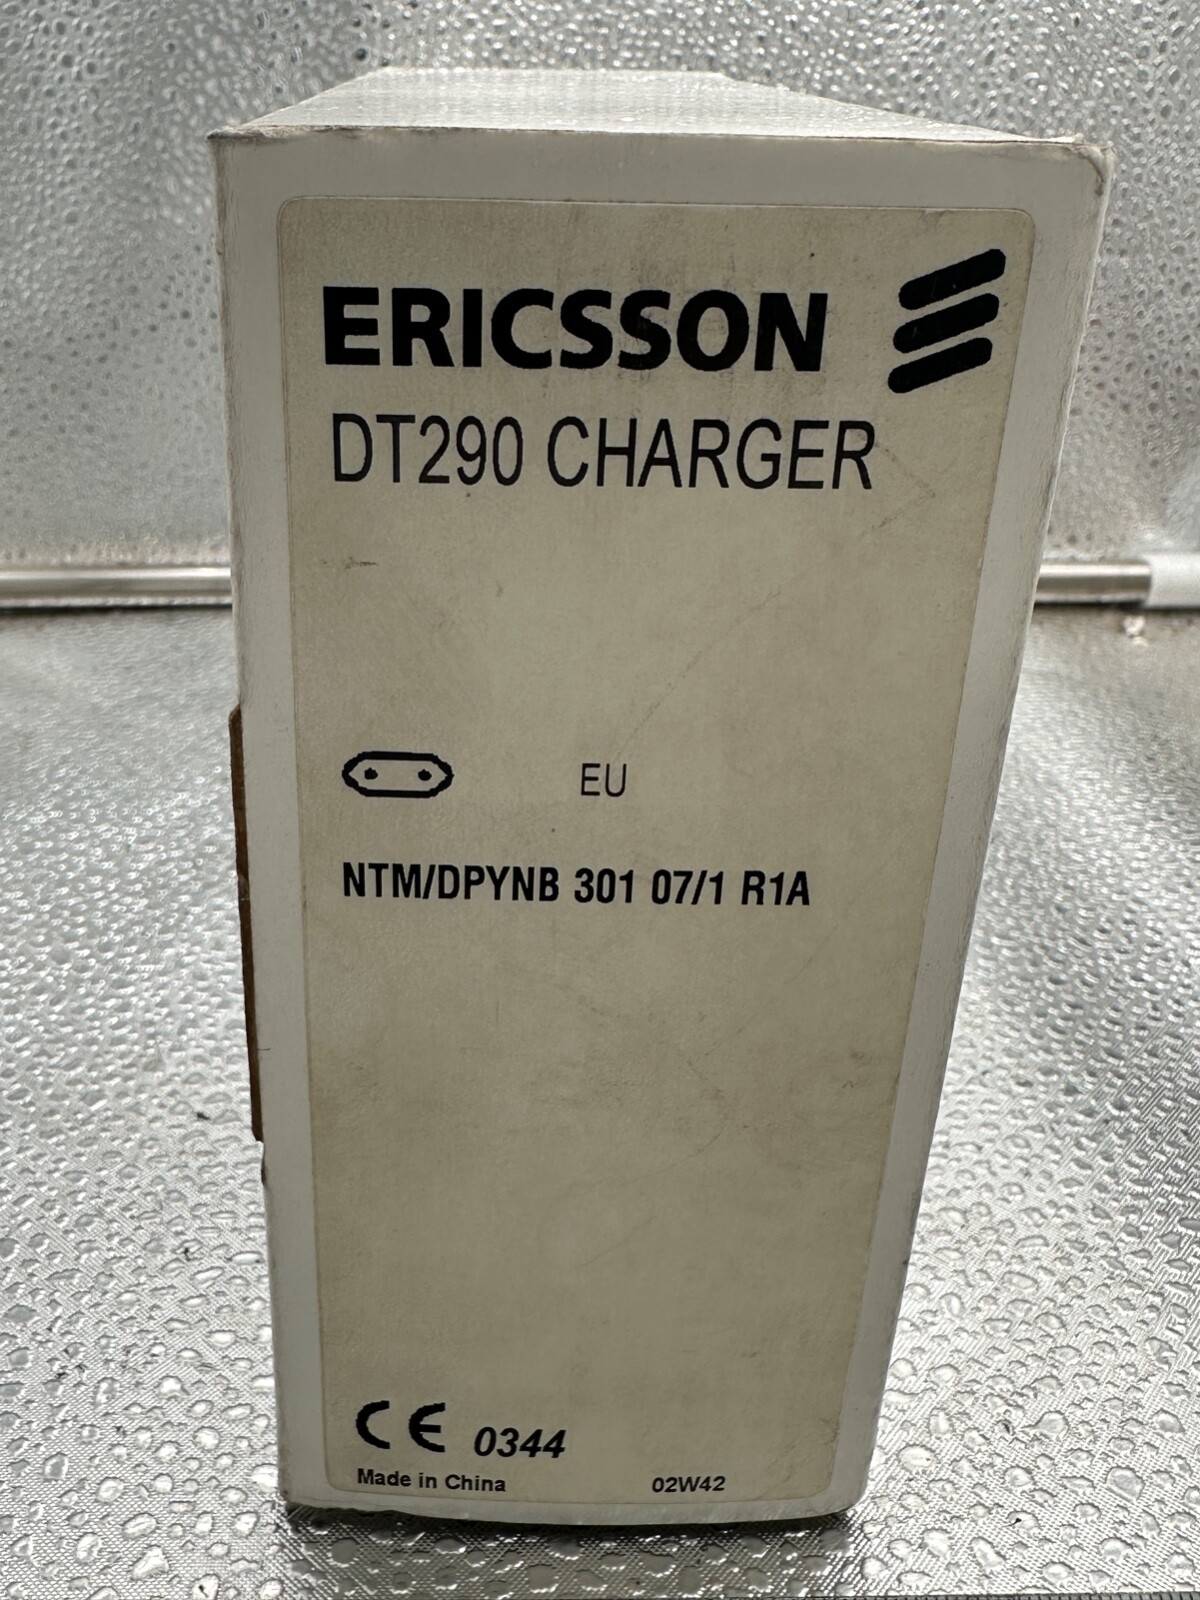 ERICSSON
DT290 CHARGER
EU
NTM/DPYNB 301 07/1 R1A
CE 0344
Made in China 02W42